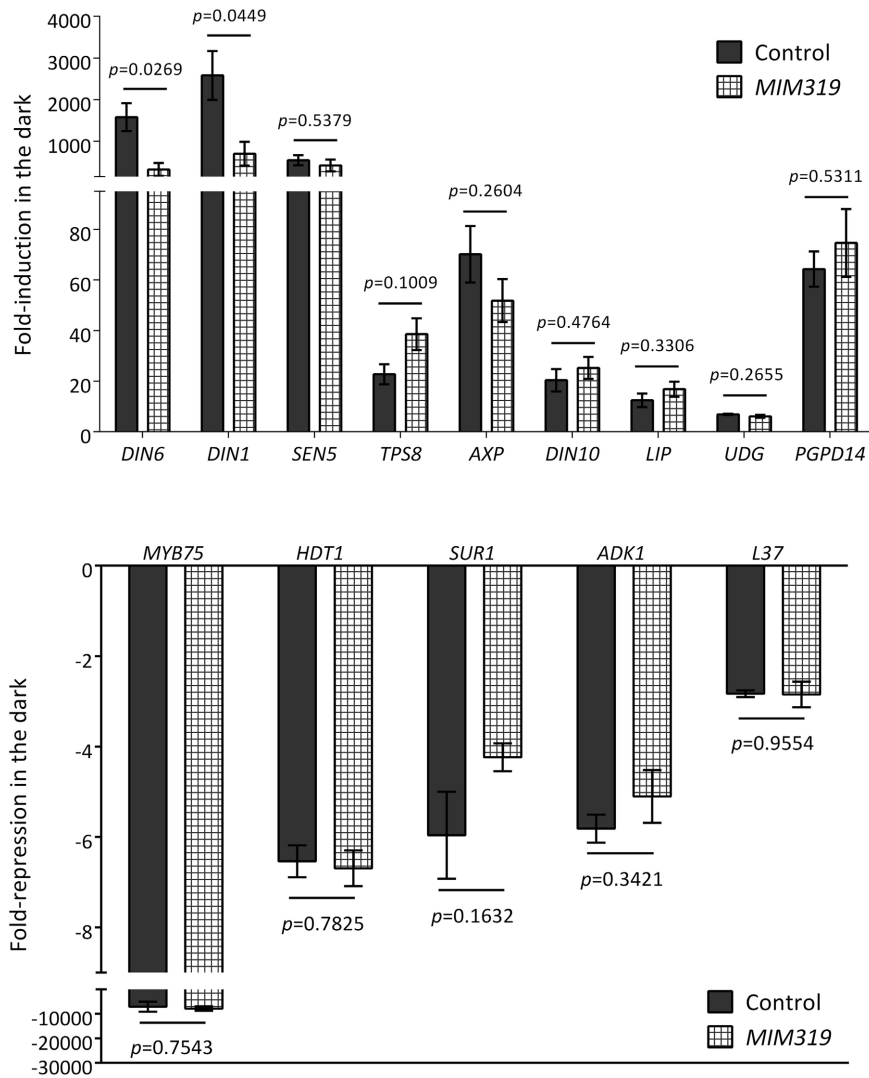 4000
3000
2000
1000
80
60
40
20
0
Fold-induction in the dark
p=0.0269
p=0.0449
p=0.5379
p=0.1009
p=0.2604
p=0.4764
p=0.3306
p=0.2655
p=0.5311
Control
MIM319
DIN6 DIN1 SEN5 TPS8 AXP DIN10 LIP UDG PGPD14
MYB75 HDT1 SUR1 ADK1 L37
0
-2
-4
-6
-8
-10000
-20000
-30000
Fold-repression in the dark
p=0.7543
p=0.7825
p=0.1632
p=0.3421
p=0.9554
Control
MIM319